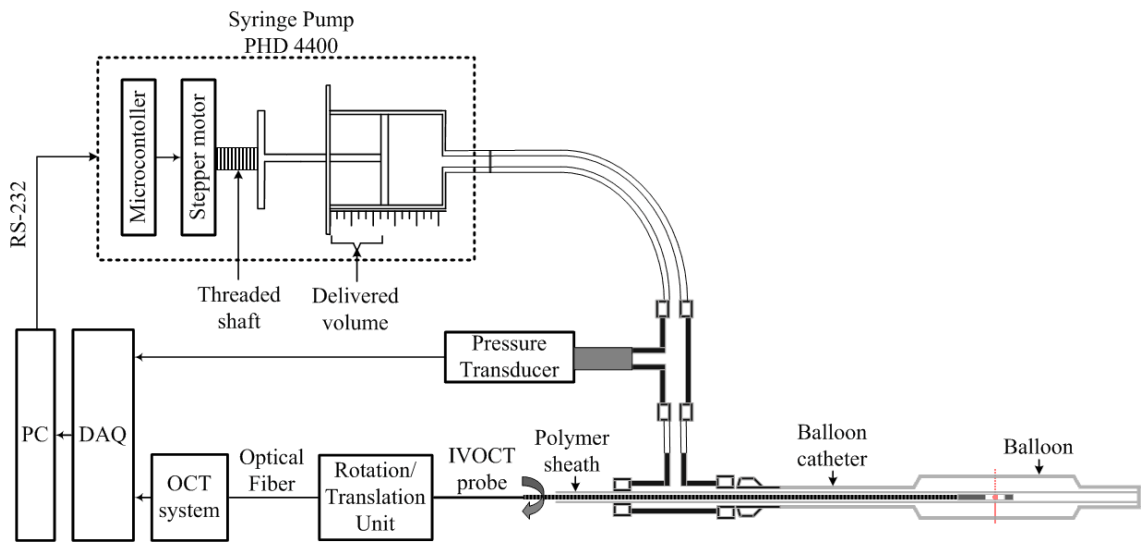 Syringe Pump
PHD 4400
Microcontoller
Stepper motor
RS-232
Threaded
shaft
Delivered
volume
Pressure
Transducer
PC
DAQ
OCT
system
Optical
Fiber
Rotation/
Translation
Unit
IVOCT
probe
Polymer
sheath
Balloon
catheter
Balloon